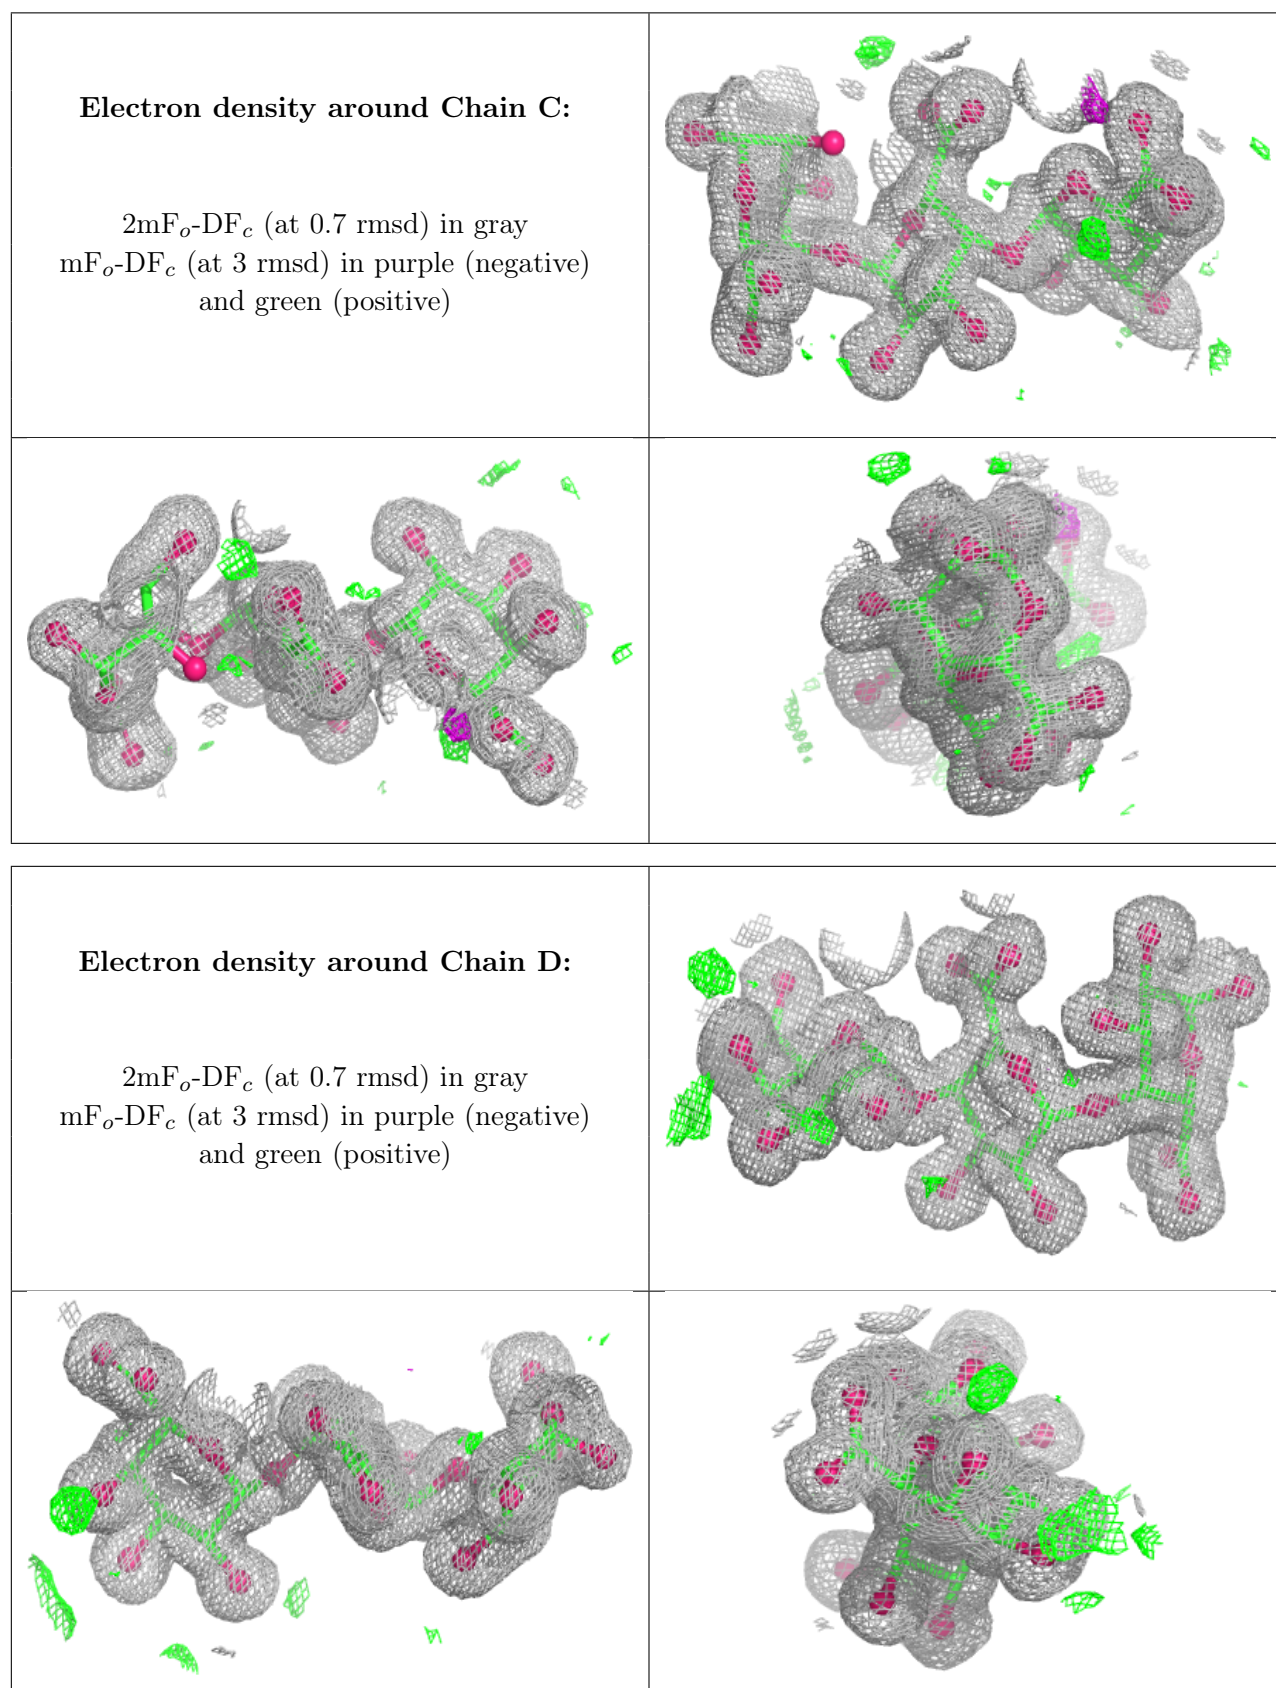 Electron density around Chain C:
2mFo-DFc (at 0.7 rmsd) in gray
mFo-DFc (at 3 rmsd) in purple (negative)
and green (positive)
Electron density around Chain D:
2mFo-DFc (at 0.7 rmsd) in gray
mFo-DFc (at 3 rmsd) in purple (negative)
and green (positive)